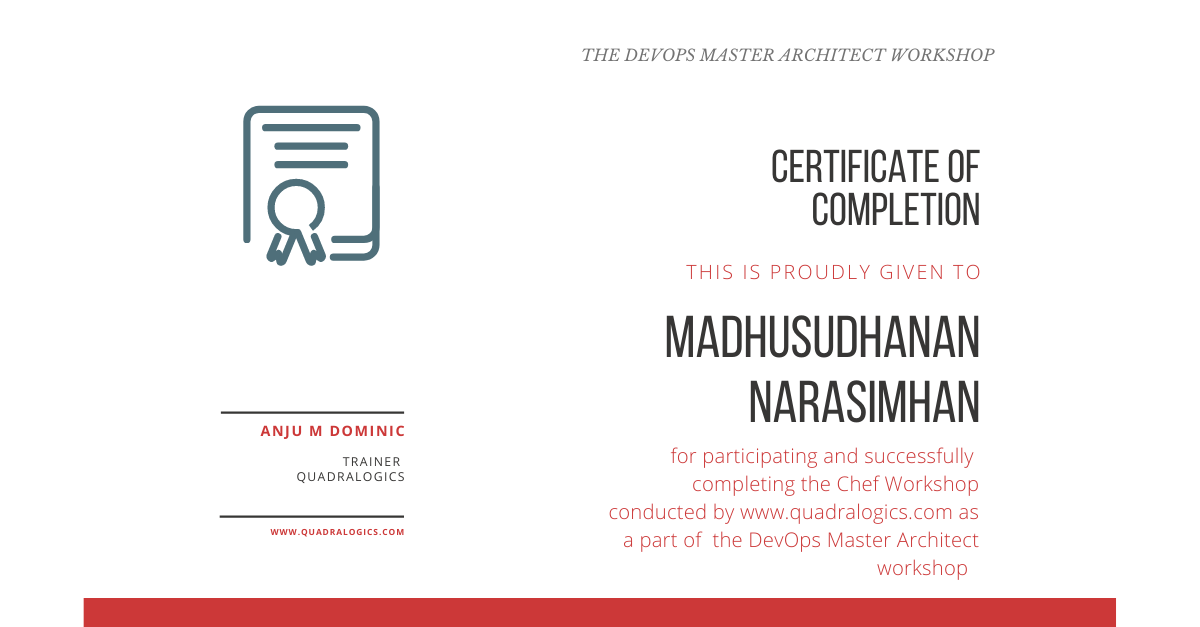 THE DEVOPS MASTER ARCHITECT WORKSHOP
CERTIFICATE OF
COMPLETION
THIS IS PROUDLY GIVEN TO
MADHUSUDHANAN
NARASIMHAN
for participating and successfully
completing the Chef Workshop
conducted by www.quadralogics.com as
a part of  the DevOps Master Architect
workshop
ANJU M DOMINIC
TRAINER
QUADRALOGICS
WWW.QUADRALOGICS.COM